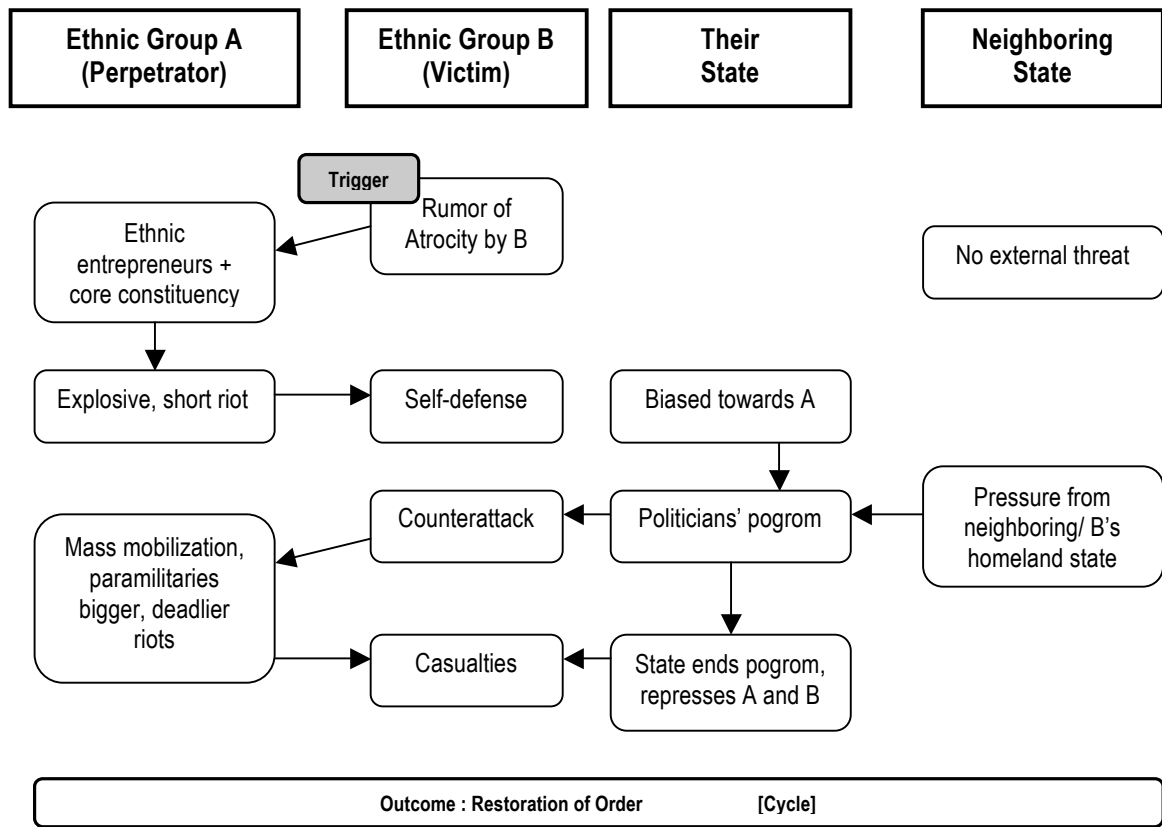 Ethnic Group A
(Perpetrator)
Ethnic Group B
(Victim)
Their
State
Neighboring
State
Trigger
Rumor of
Atrocity by B
Ethnic
entrepreneurs +
core constituency
No external threat
Explosive, short riot
Self-defense
Biased towards A
Counterattack
Politicians’ pogrom
Pressure from
neighboring/ B’s
homeland state
Mass mobilization,
paramilitaries
bigger, deadlier
riots
Casualties
State ends pogrom,
represses A and B
Outcome : Restoration of Order [Cycle]